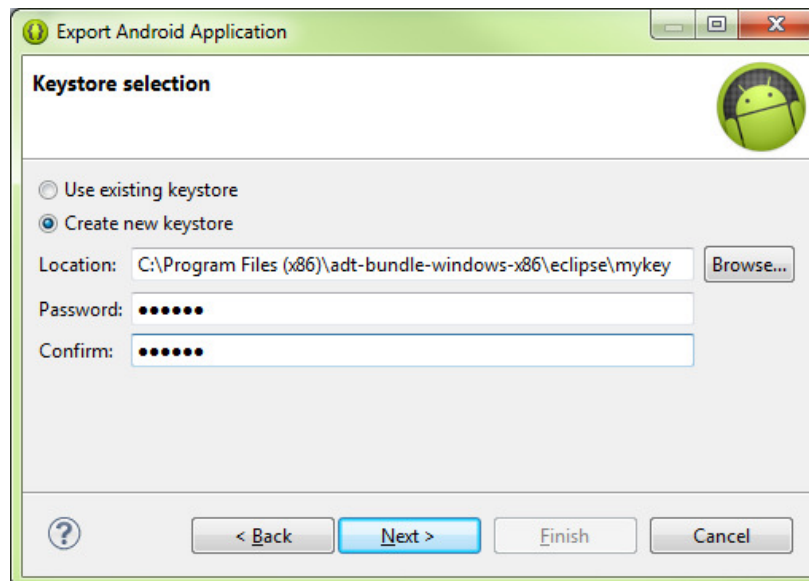 Export Android Application
Keystore selection
Use existing keystore
Create new keystore
Location: C:\Program Files (x86)\adt-bundle-windows-x86\eclipse\mykey Browse...
Password: ●●●●●●
Confirm: ●●●●●●
? < Back Next > Finish Cancel